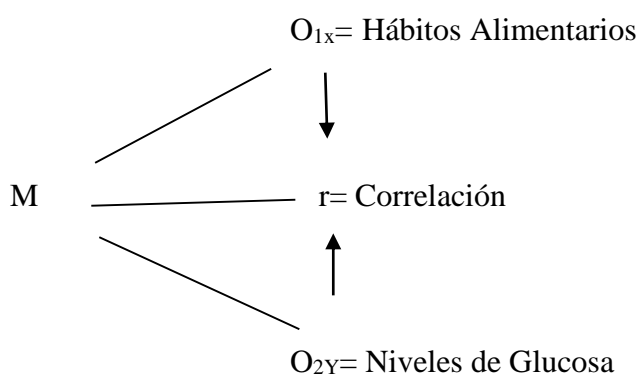 O1x= Hábitos Alimentarios
M r= Correlación
O2Y= Niveles de Glucosa